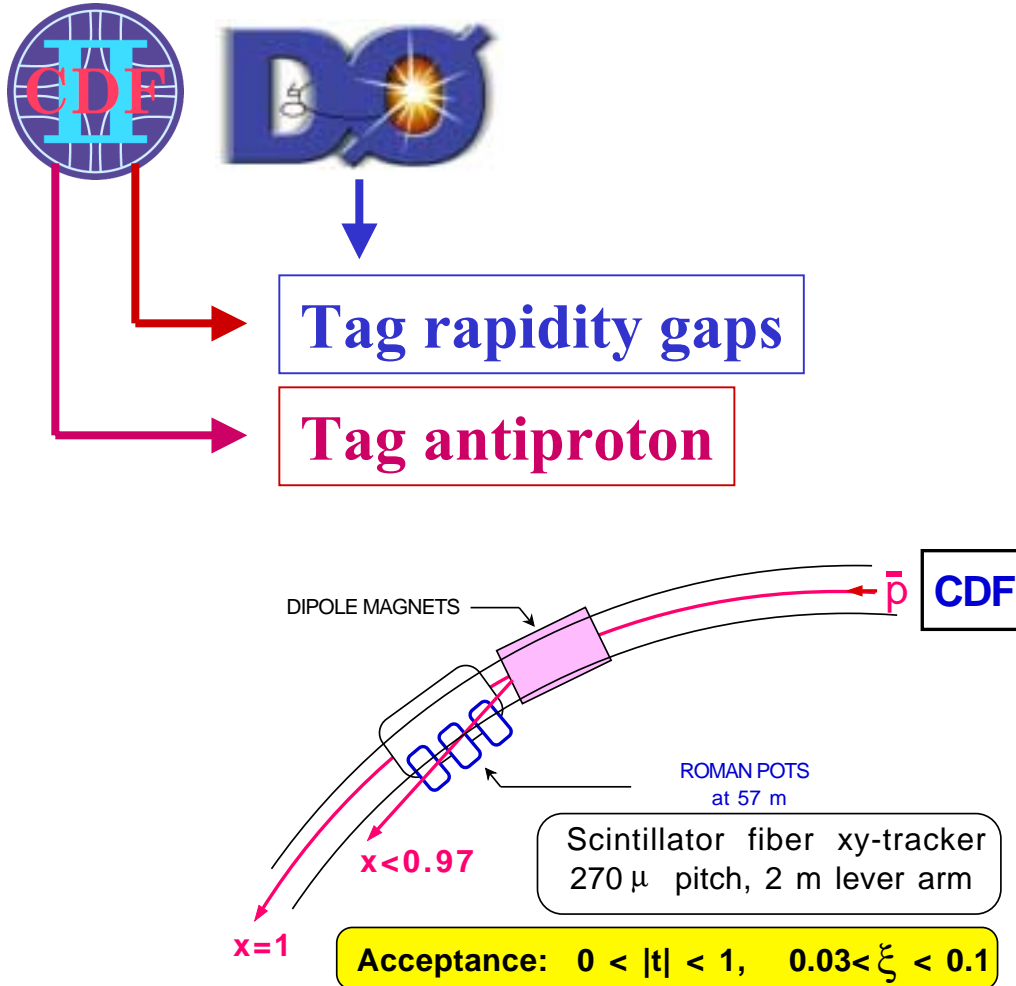 II
CDF
DØ
Tag rapidity gaps
Tag antiproton
DIPOLE MAGNETS
p̄
CDF
ROMAN POTS
at 57 m
x<0.97
Scintillator fiber xy-tracker
270 μ pitch, 2 m lever arm
x=1
Acceptance: 0 < |t| < 1, 0.03<ξ < 0.1